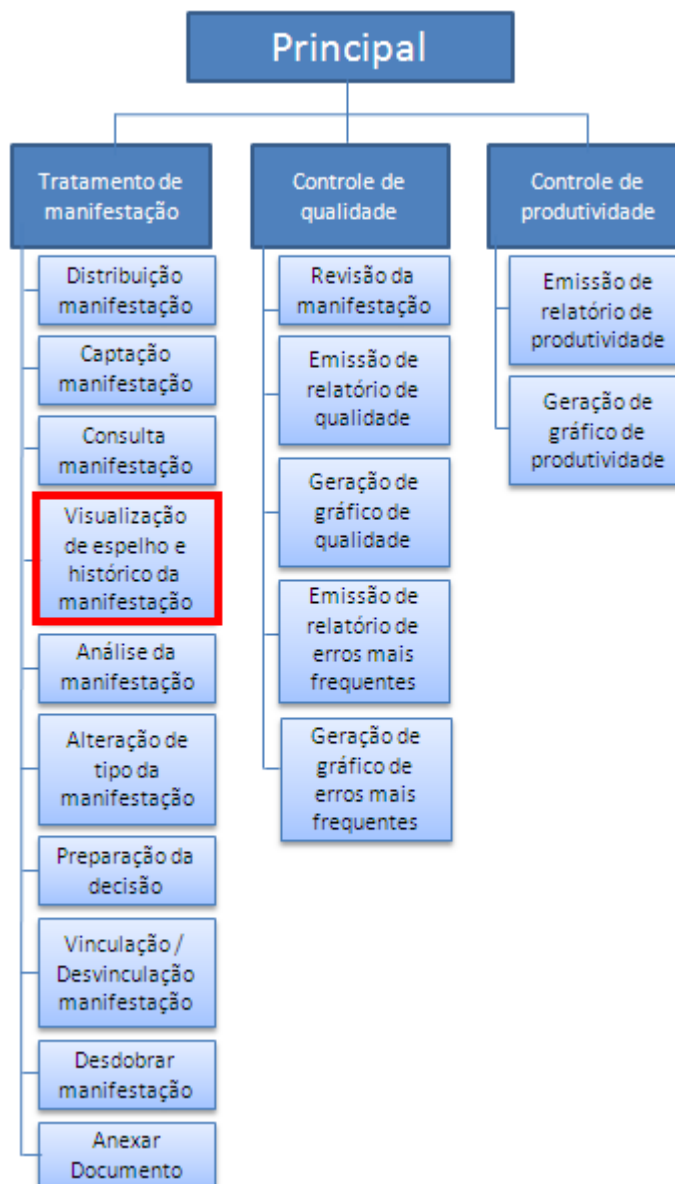 Principal
Tratamento de
manifestação
Distribuição
manifestação
Captação
manifestação
Consulta
manifestação
Visualização
de espelho e
histórico da
manifestação
Análise da
manifestação
Alteração de
tipo da
manifestação
Preparação da
decisão
Vinculação /
Desvinculação
manifestação
Desdobrar
manifestação
Anexar
Documento
Controle de
qualidade
Revisão da
manifestação
Emissão de
relatório de
qualidade
Geração de
gráfico de
qualidade
Emissão de
relatório de
erros mais
frequentes
Geração de
gráfico de
erros mais
frequentes
Controle de
produtividade
Emissão de
relatório de
produtividade
Geração de
gráfico de
produtividade